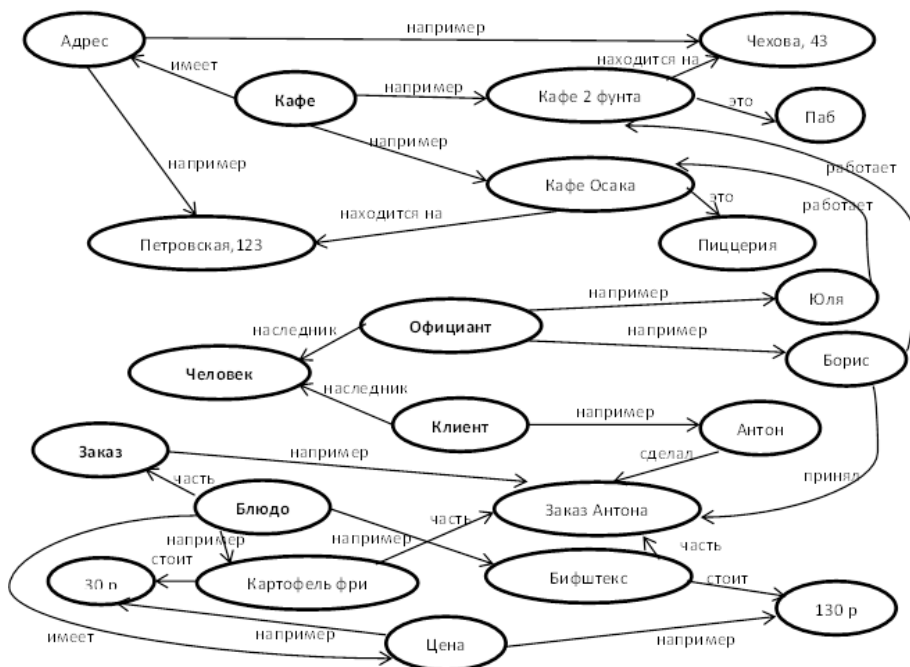 например
Адрес
Чехова, 43
имеет
находится на
Кафе
например
Кафе 2 фунта
это
Паб
например
работает
например
Кафе Осака
это
работает
находится на
Петровская,123
Пиццерия
например
Юля
наследник
Официант
например
Борис
Человек
наследник
например
Клиент
Антон
Заказ
например
сделал
принял
часть
Блюдо
часть
Заказ Антона
например
например
часть
стоит
30 р
Картофель фри
Бифштекс
стоит
130 р
имеет
например
Цена
например